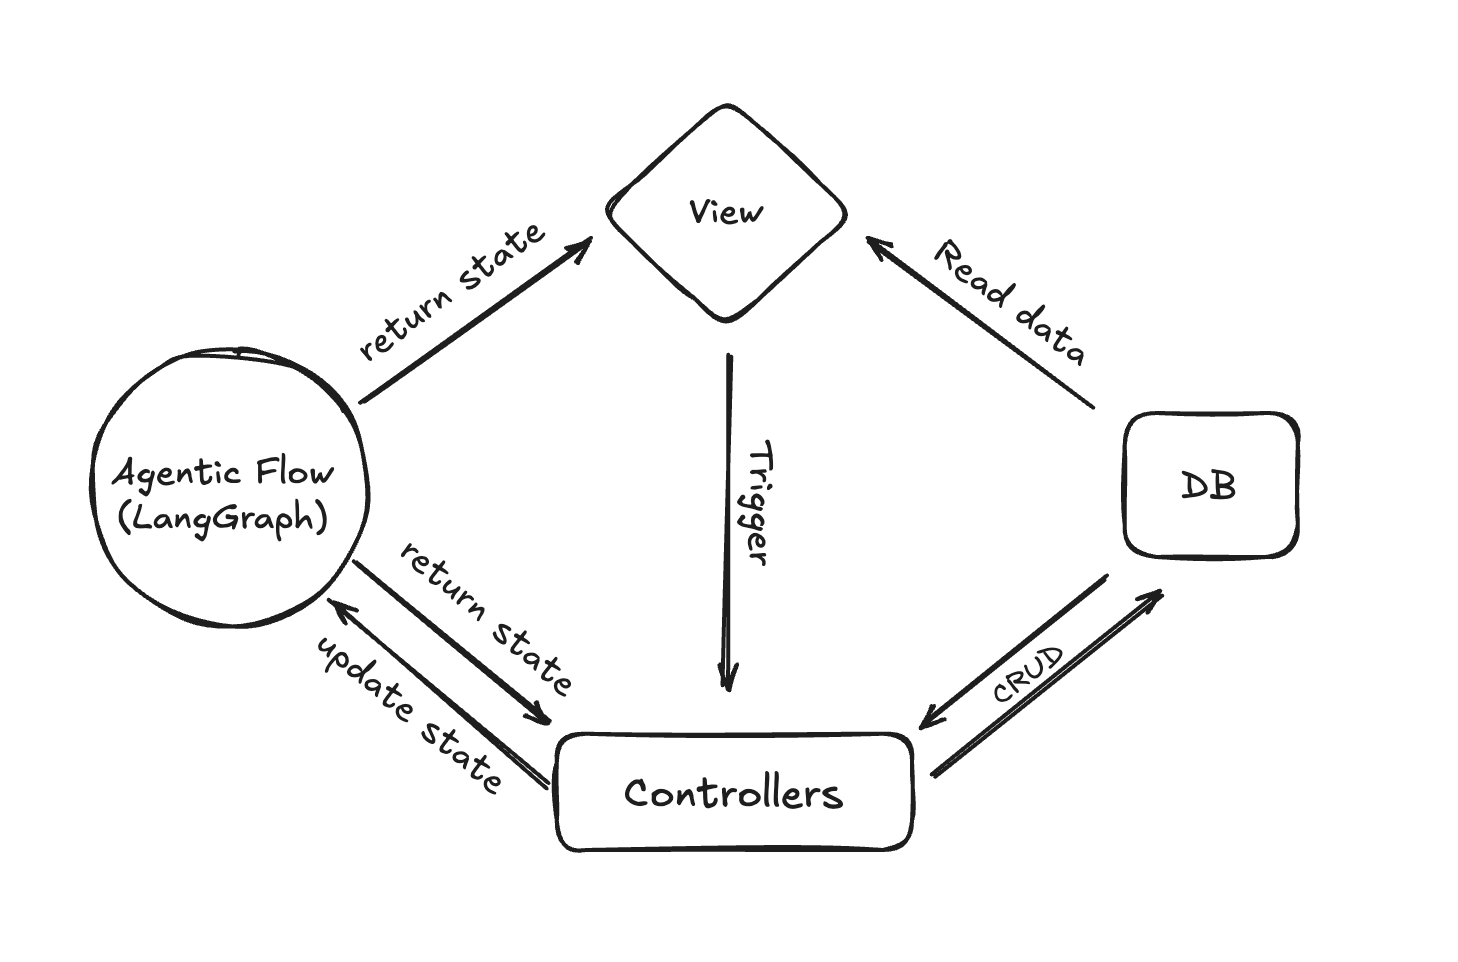 View
return state
Read data
Agentic Flow
(LangGraph)
Trigger
DB
return state
update state
CRUD
Controllers